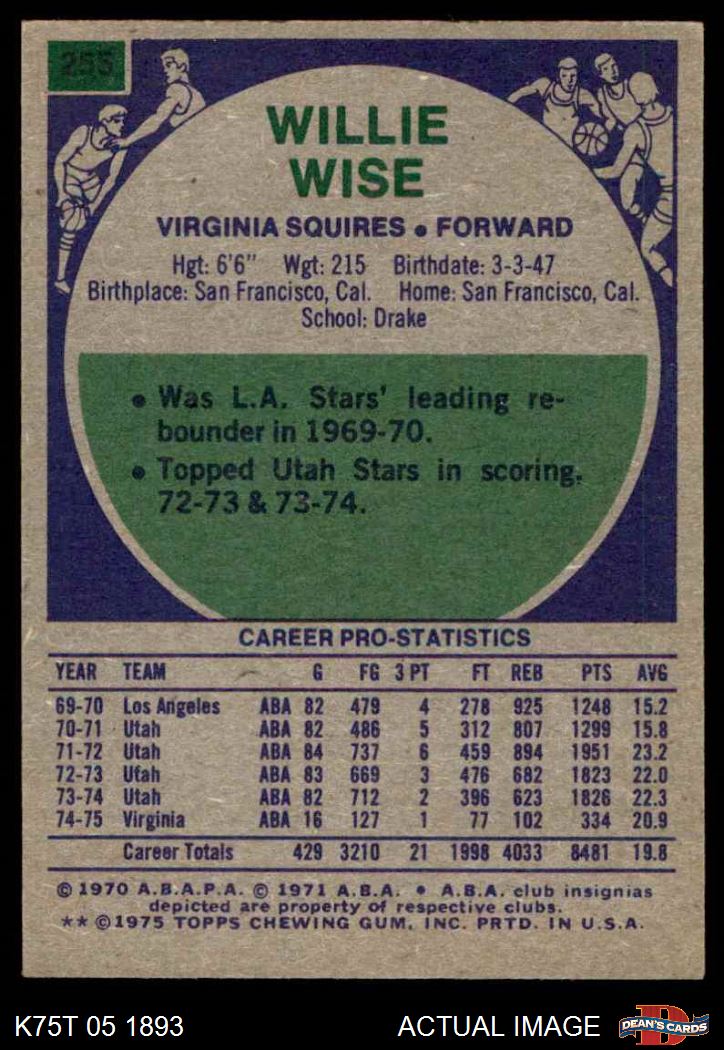 255
WILLIE
WISE
VIRGINIA SQUIRES • FORWARD
Hgt: 6'6" Wgt: 215 Birthdate: 3-3-47
Birthplace: San Francisco, Cal. Home: San Francisco, Cal.
School: Drake
• Was L.A. Stars' leading re-
bounder in 1969-70.
• Topped Utah Stars in scoring,
72-73 & 73-74.
CAREER PRO-STATISTICS
YEAR TEAM G FG 3 PT FT REB PTS AVG
69-70 Los Angeles ABA 82 479 4 278 925 1248 15.2
70-71 Utah ABA 82 486 5 312 807 1299 15.8
71-72 Utah ABA 84 737 6 459 894 1951 23.2
72-73 Utah ABA 83 669 3 476 682 1823 22.0
73-74 Utah ABA 82 712 2 396 623 1826 22.3
74-75 Virginia ABA 16 127 1 77 102 334 20.9
Career Totals 429 3210 21 1998 4033 8481 19.8
© 1970 A.B.A.P.A. © 1971 A.B.A. • A.B.A. club insignias
depicted are property of respective clubs.
** © 1975 TOPPS CHEWING GUM, INC. PRTD. IN U.S.A.
K75T 05 1893 ACTUAL IMAGE
D
DEAN'S CARDS